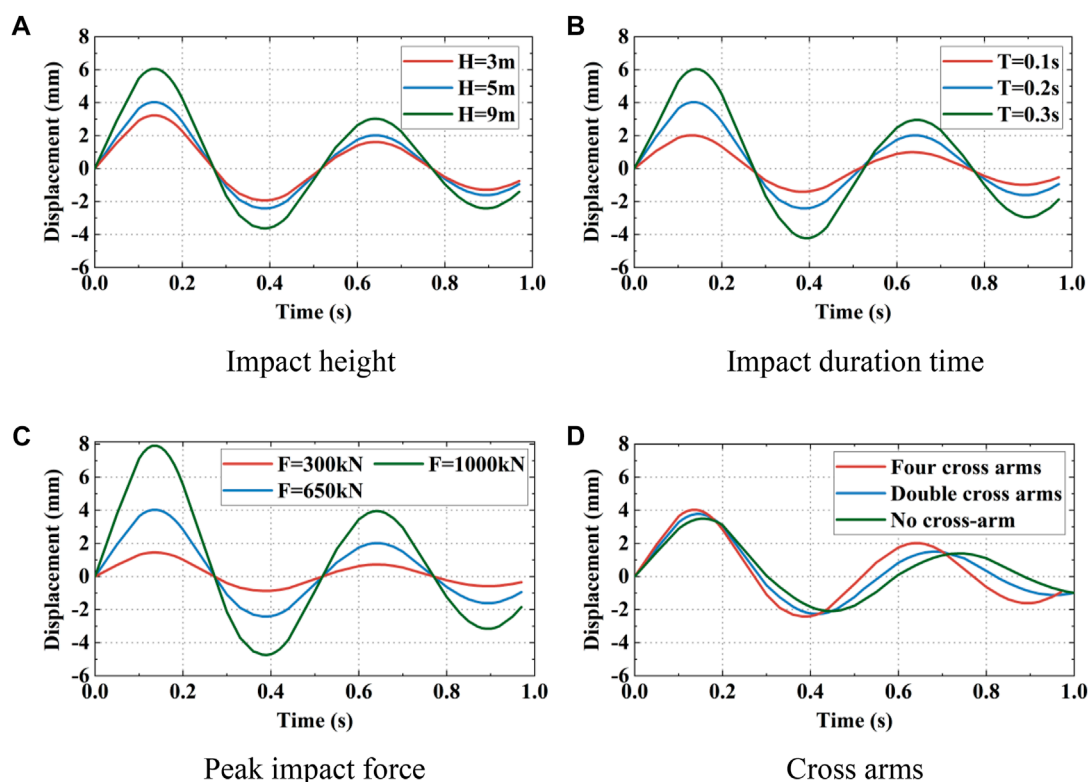 A
Displacement (mm)
8
6
4
2
0
-2
-4
-6
H=3m
H=5m
H=9m
0.0 0.2 0.4 0.6 0.8 1.0
Time (s)
Impact height
B
Displacement (mm)
8
6
4
2
0
-2
-4
-6
T=0.1s
T=0.2s
T=0.3s
0.0 0.2 0.4 0.6 0.8 1.0
Time (s)
Impact duration time
C
Displacement (mm)
8
6
4
2
0
-2
-4
-6
F=300kN F=1000kN
F=650kN
0.0 0.2 0.4 0.6 0.8 1.0
Time (s)
Peak impact force
D
Displacement (mm)
8
6
4
2
0
-2
-4
-6
Four cross arms
Double cross arms
No cross-arm
0.0 0.2 0.4 0.6 0.8 1.0
Time (s)
Cross arms